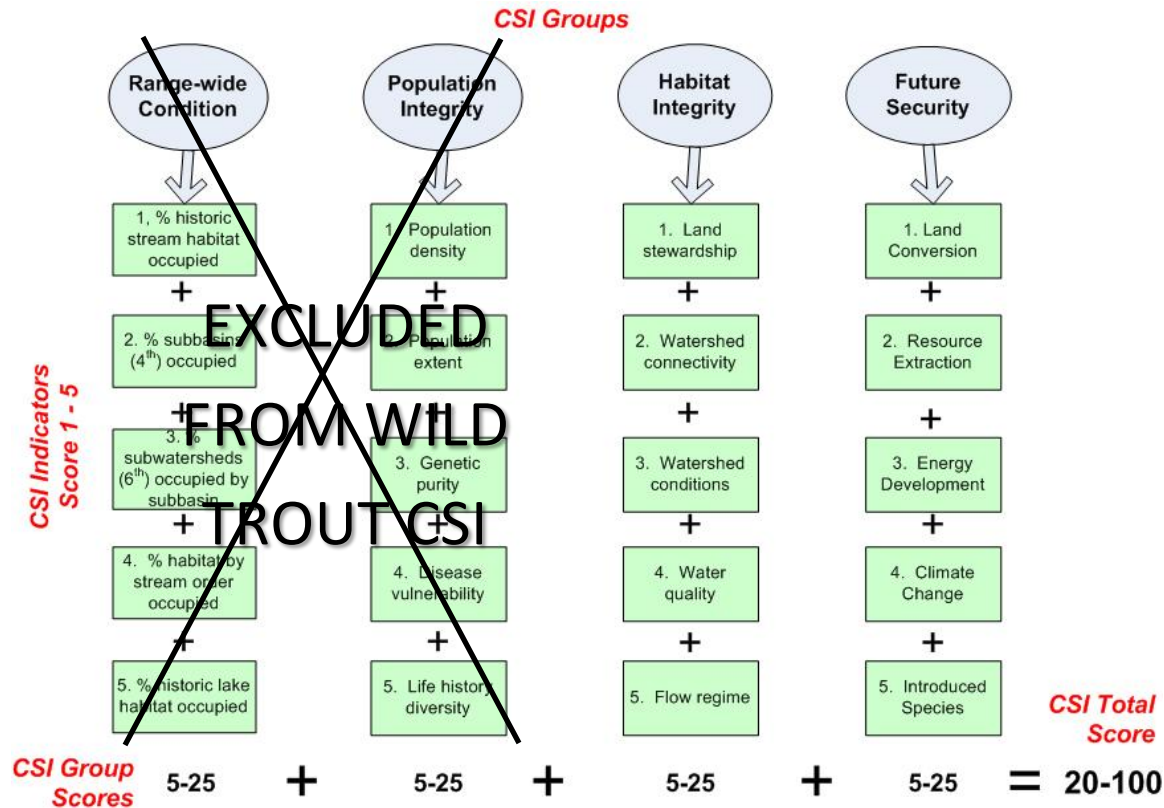 CSI Groups
Range-wide
Condition
Population
Integrity
Habitat
Integrity
Future
Security
CSI Indicators
Score 1 - 5
1, % historic
stream habitat
occupied
+
2. % subbasins
(4th) occupied
+
3. %
subwatersheds
(6th) occupied by
subbasin
+
4. % habitat by
stream order
occupied
+
5. % historic lake
habitat occupied
1. Population
density
+
2. Population
extent
+
3. Genetic
purity
+
4. Disease
vulnerability
+
5. Life history
diversity
EXCLUDED
FROM WILD
TROUT CSI
1. Land
stewardship
+
2. Watershed
connectivity
+
3. Watershed
conditions
+
4. Water
quality
+
5. Flow regime
1. Land
Conversion
+
2. Resource
Extraction
+
3. Energy
Development
+
4. Climate
Change
+
5. Introduced
Species
CSI Total
Score
CSI Group
Scores
5-25 + 5-25 + 5-25 + 5-25 = 20-100